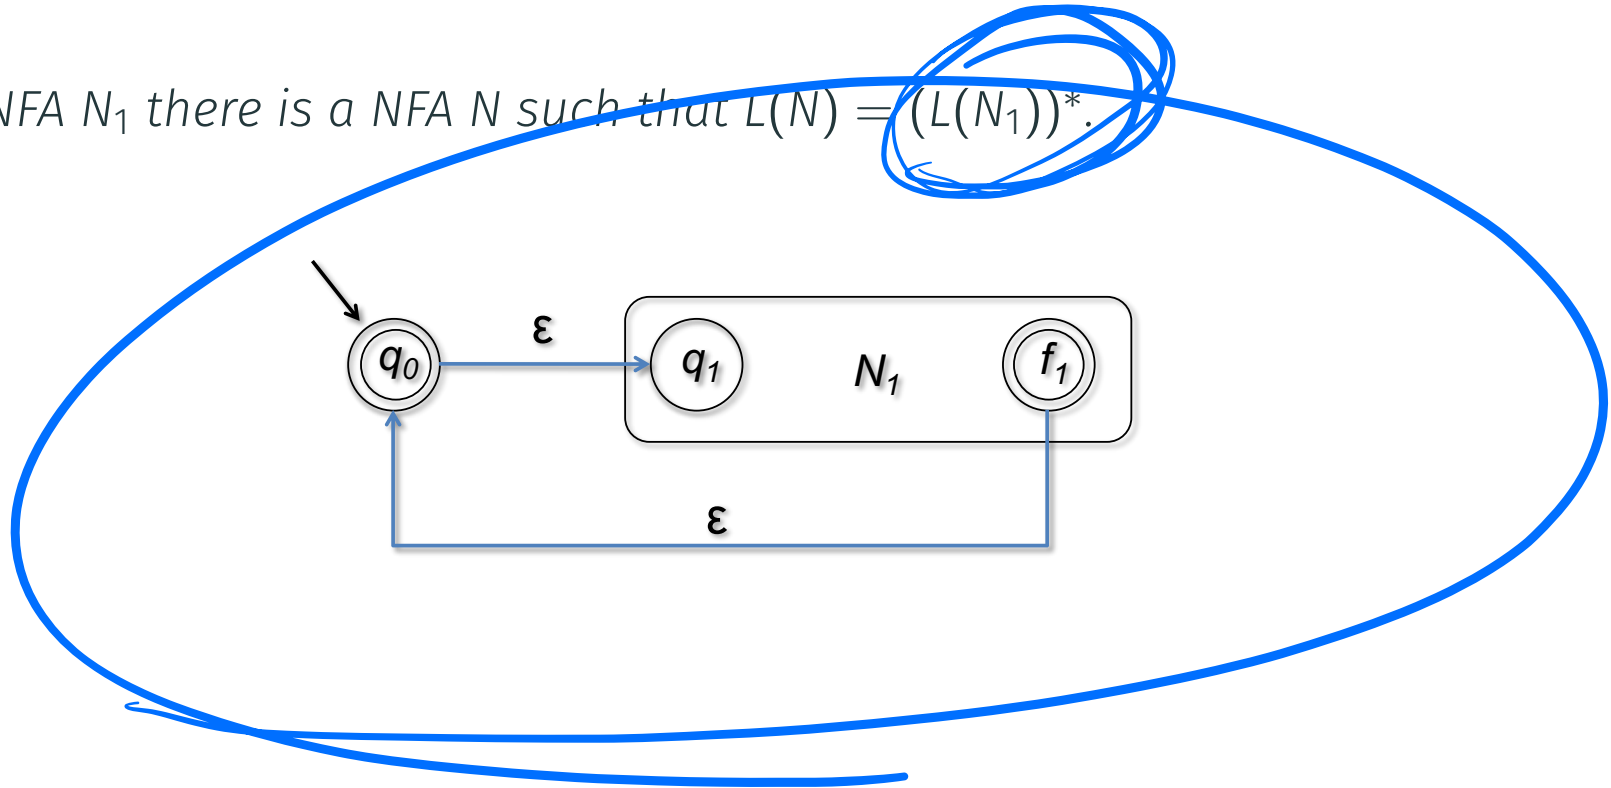 NFA N₁ there is a NFA N such that L(N) = (L(N₁))*.
ε
q₀ q₁ N₁ f₁
ε